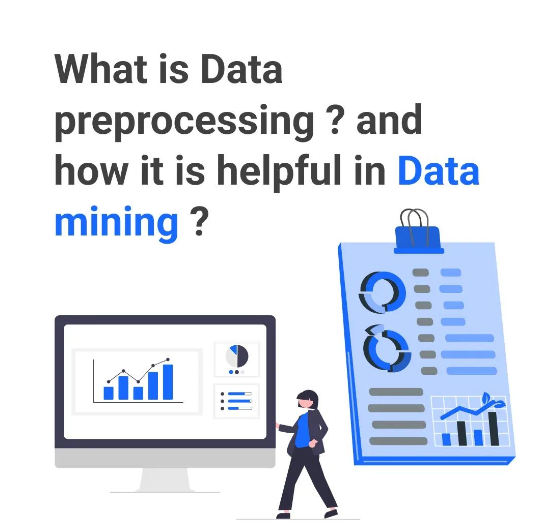 What is Data
preprocessing ? and
how it is helpful in Data
mining ?